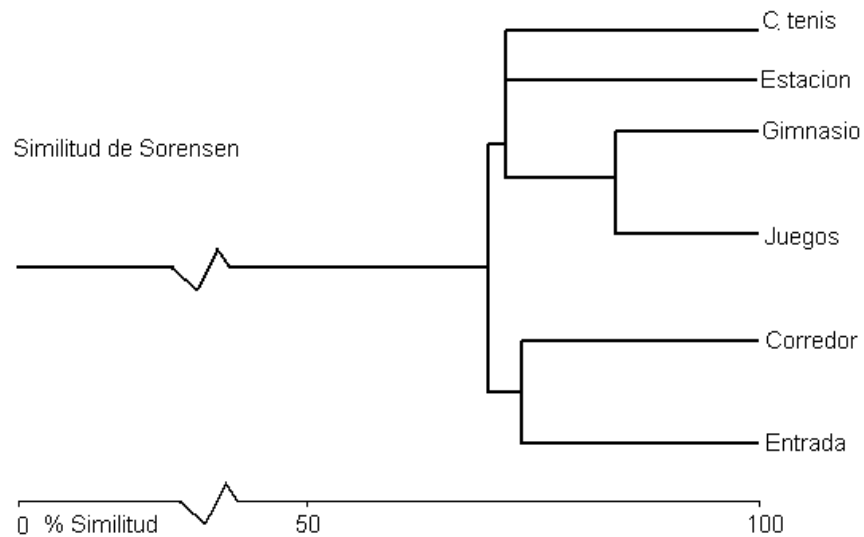 C. tenis
Estacion
Gimnasio
Similitud de Sorensen
Juegos
Corredor
Entrada
0 % Similitud 50 100